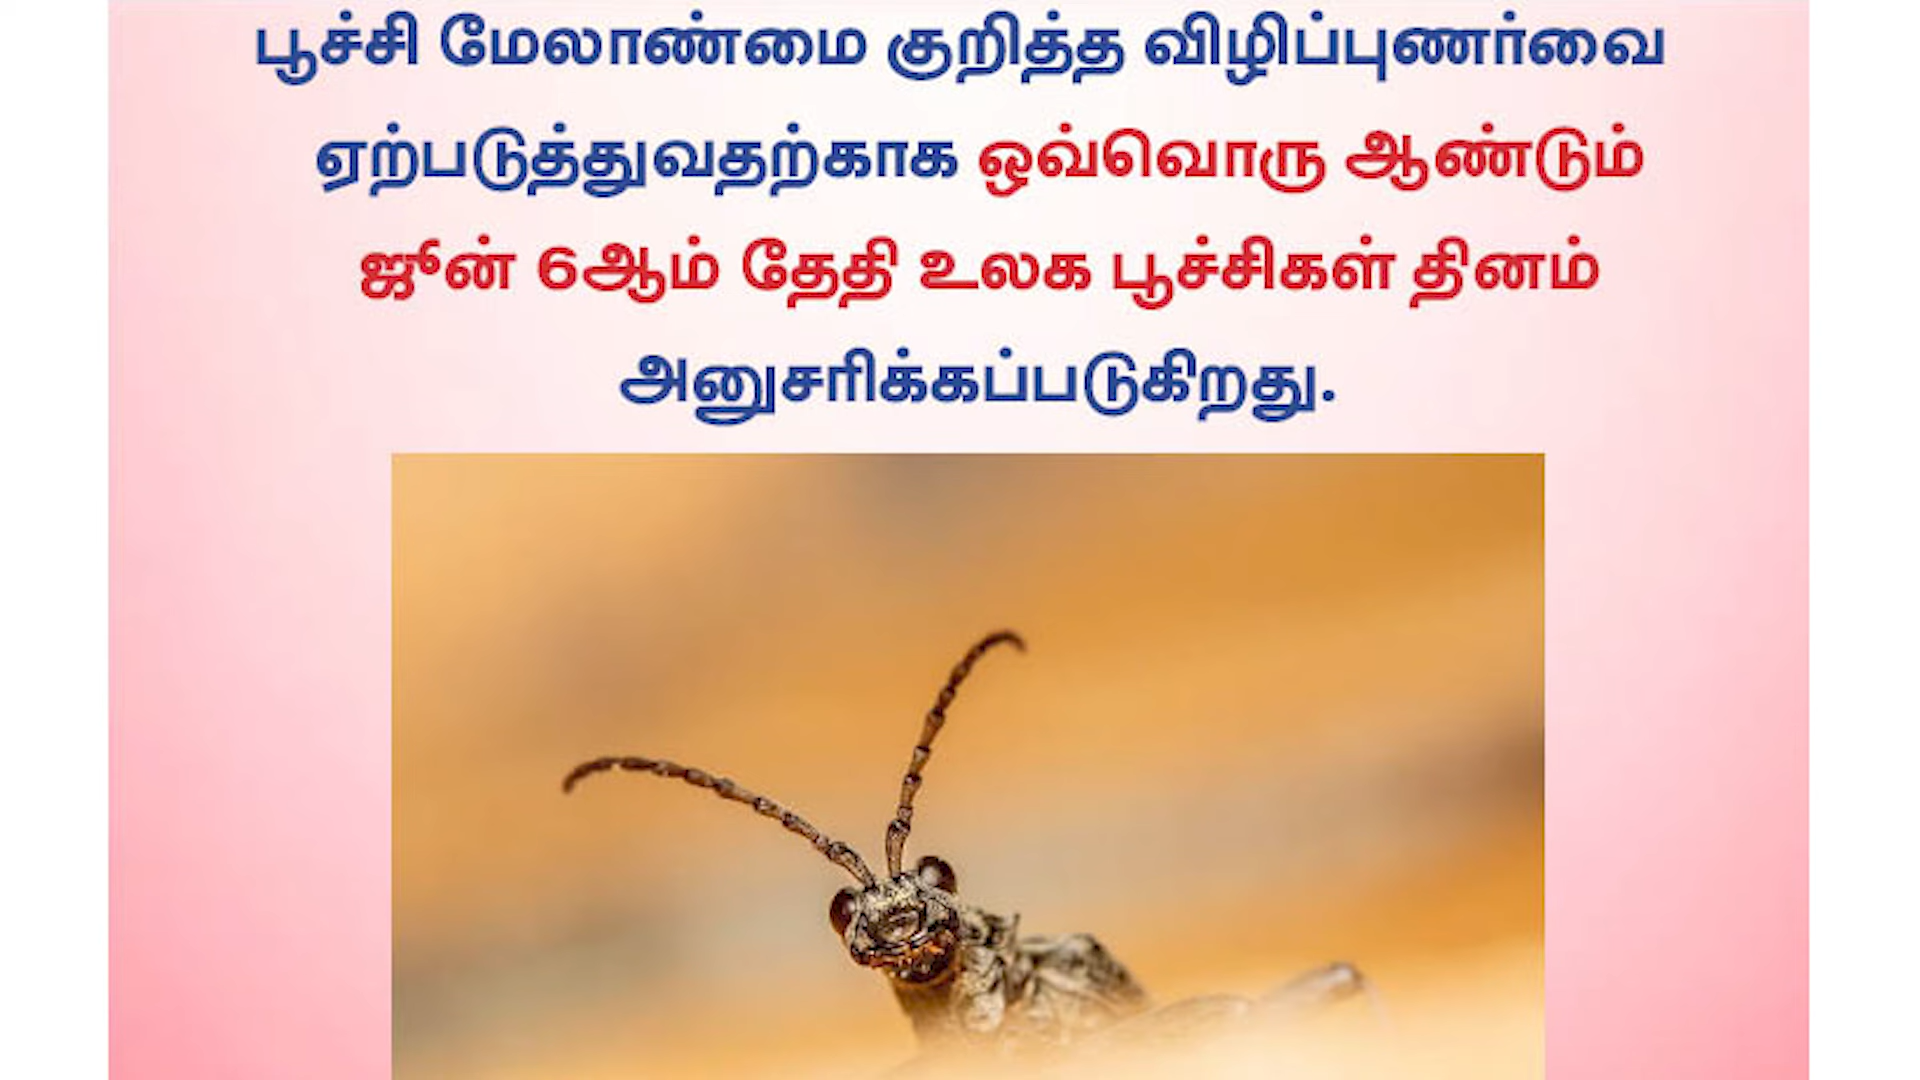 பூச்சி மேலாண்மை குறித்த விழிப்புணர்வை
ஏற்படுத்துவதற்காக ஒவ்வொரு ஆண்டும்
ஜூன் 6ஆம் தேதி உலக பூச்சிகள் தினம்
அனுசரிக்கப்படுகிறது.